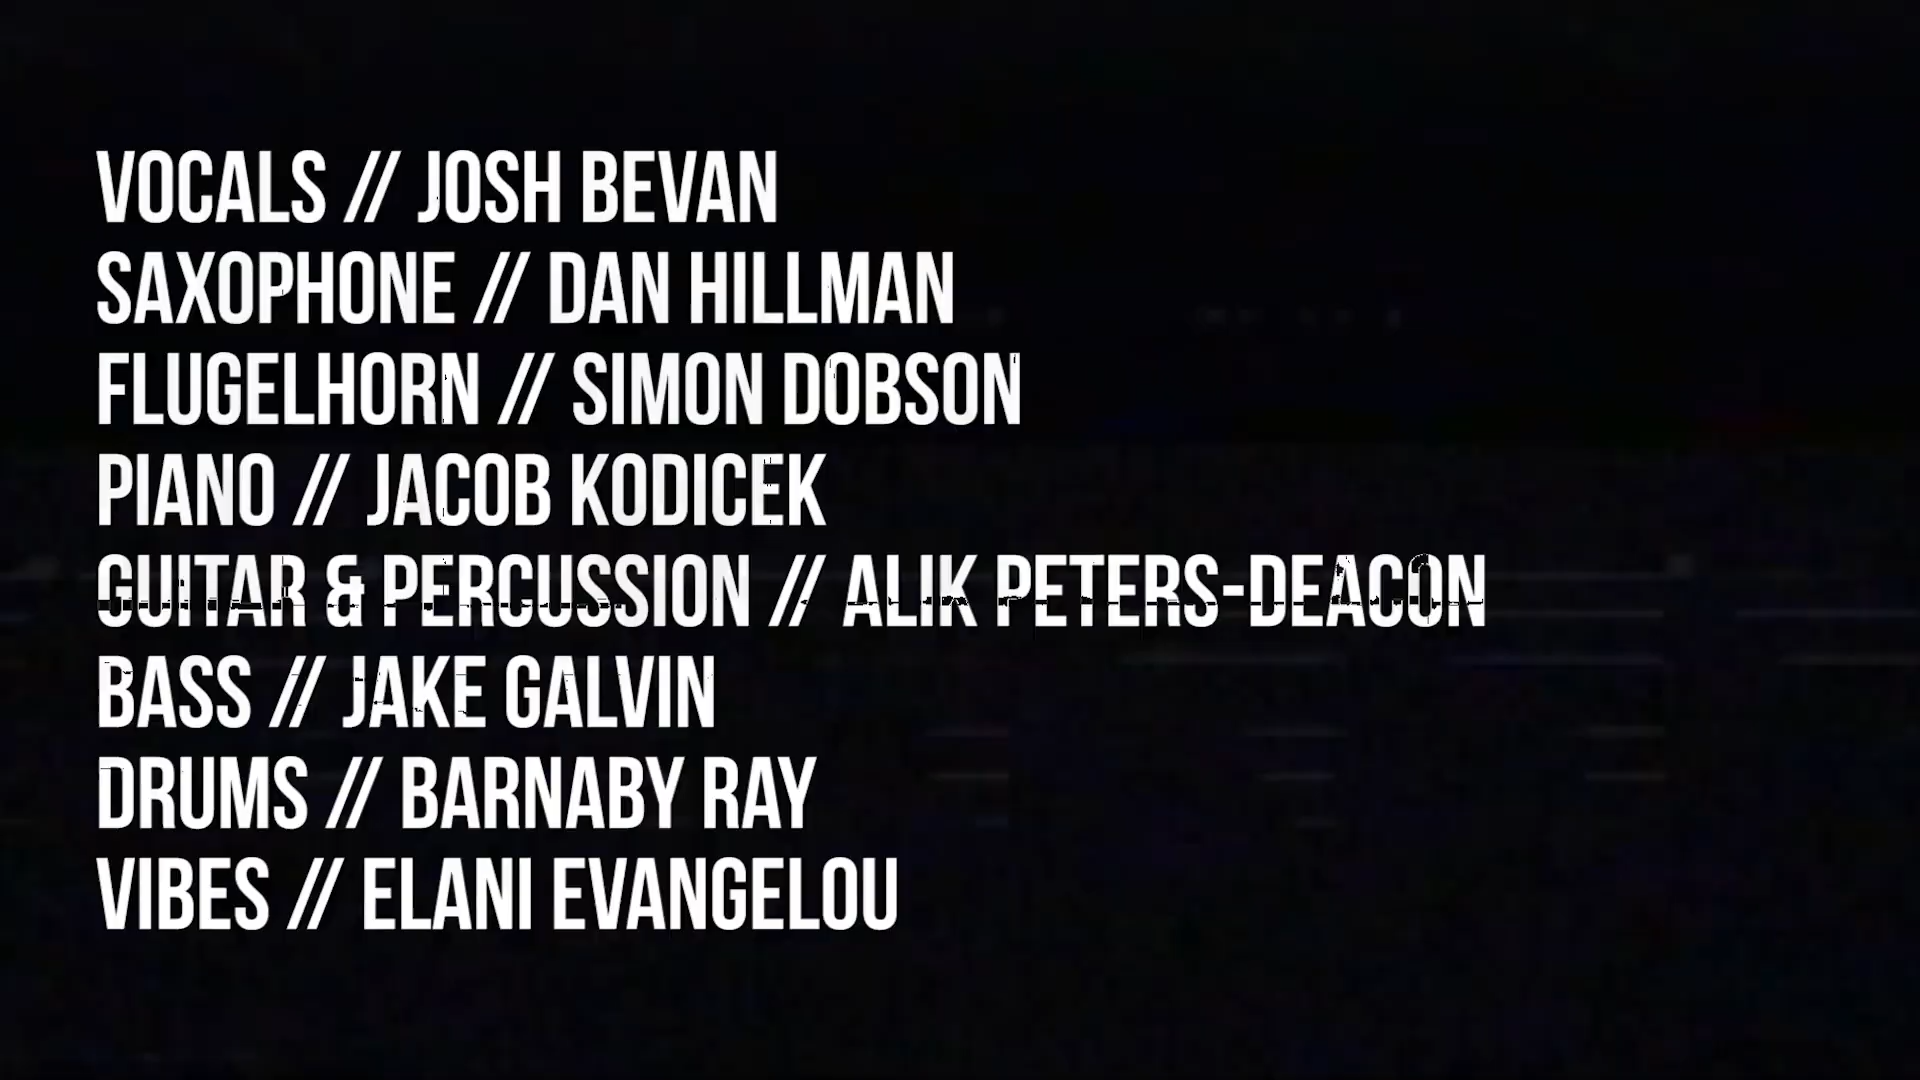 VOCALS // JOSH BEVAN
SAXOPHONE // DAN HILLMAN
FLUGELHORN // SIMON DOBSON
PIANO // JACOB KODICEK
GUITAR & PERCUSSION // ALIK PETERS-DEACON
BASS // JAKE GALVIN
DRUMS // BARNABY RAY
VIBES // ELANI EVANGELOU